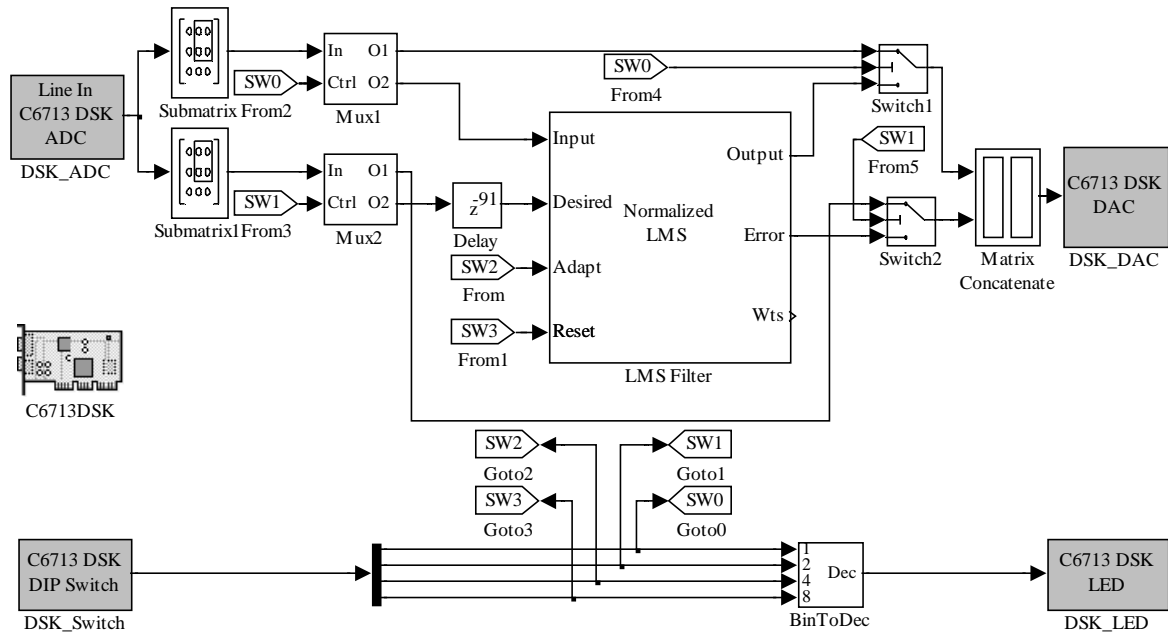 Line In
C6713 DSK
ADC
DSK_ADC
Submatrix
SW0
From2
In
Ctrl
O1
O2
Mux1
Submatrix1
SW1
From3
In
Ctrl
O1
O2
Mux2
z-91
Delay
SW2
From
SW3
From1
Input
Desired
Adapt
Reset
Normalized
LMS
Output
Error
Wts
LMS Filter
SW0
From4
Switch1
SW1
From5
Switch2
Matrix
Concatenate
C6713 DSK
DAC
DSK_DAC
C6713DSK
SW2
Goto2
SW1
Goto1
SW3
Goto3
SW0
Goto0
C6713 DSK
DIP Switch
DSK_Switch
1
2
4
8
Dec
BinToDec
C6713 DSK
LED
DSK_LED